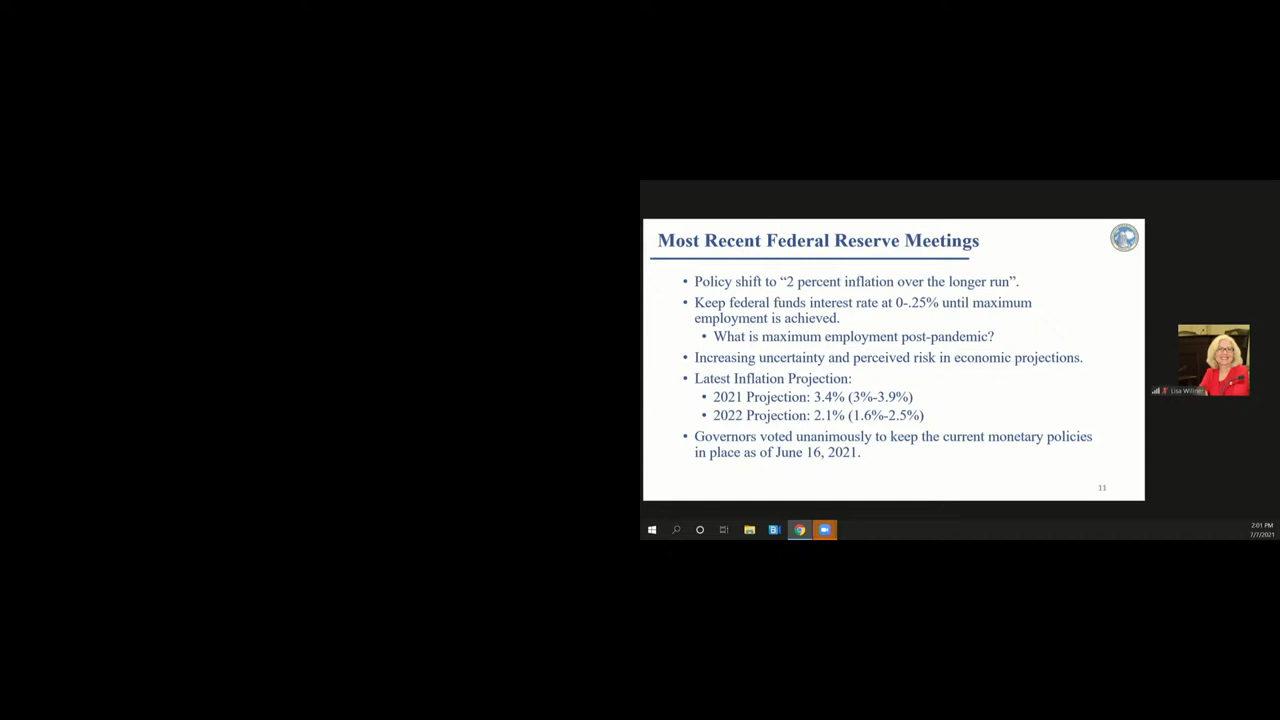 Most Recent Federal Reserve Meetings
• Policy shift to “2 percent inflation over the longer run”.
• Keep federal funds interest rate at 0-.25% until maximum
employment is achieved.
• What is maximum employment post-pandemic?
• Increasing uncertainty and perceived risk in economic projections.
• Latest Inflation Projection:
• 2021 Projection: 3.4% (3%-3.9%)
• 2022 Projection: 2.1% (1.6%-2.5%)
• Governors voted unanimously to keep the current monetary policies
in place as of June 16, 2021.
11
Lisa Willner
2:01 PM
7/7/2021